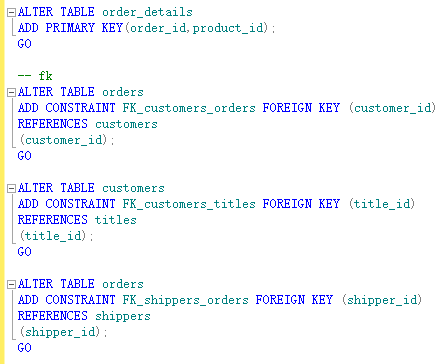 ALTER TABLE order_details
ADD PRIMARY KEY(order_id,product_id);
GO
-- fk
ALTER TABLE orders
ADD CONSTRAINT FK_customers_orders FOREIGN KEY (customer_id)
REFERENCES customers
(customer_id);
GO
ALTER TABLE customers
ADD CONSTRAINT FK_customers_titles FOREIGN KEY (title_id)
REFERENCES titles
(title_id);
GO
ALTER TABLE orders
ADD CONSTRAINT FK_shippers_orders FOREIGN KEY (shipper_id)
REFERENCES shippers
(shipper_id);
GO